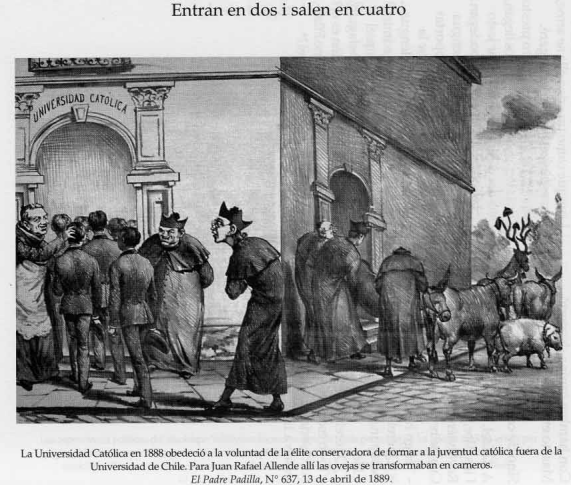 Entran en dos i salen en cuatro
UNIVERSIDAD CATÓLICA
La Universidad Católica en 1888 obedeció a la voluntad de la élite conservadora de formar a la juventud católica fuera de la
Universidad de Chile. Para Juan Rafael Allende allí las ovejas se transformaban en carneros.
El Padre Padilla, N° 637, 13 de abril de 1889.